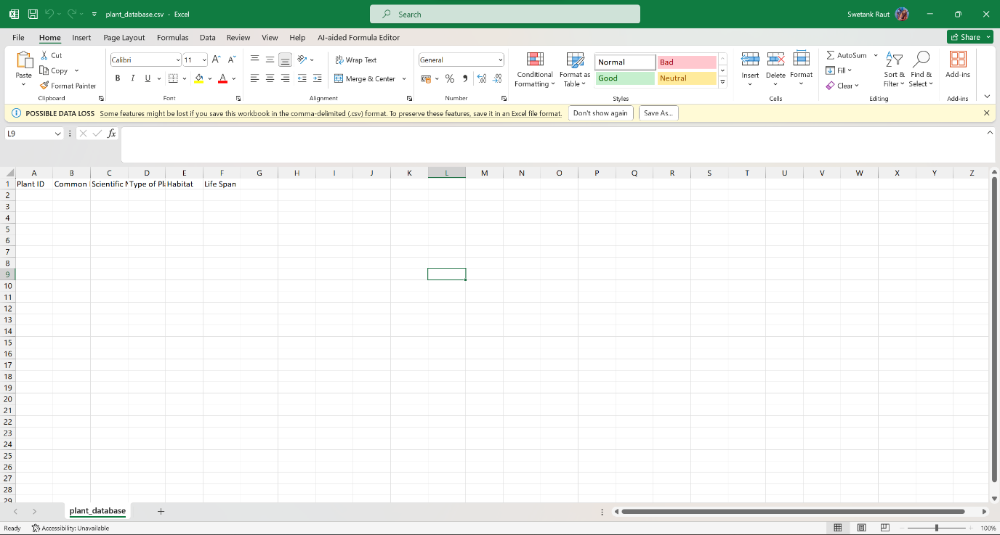 plant_database.csv - Excel
Search
Swetank Raut
File Home Insert Page Layout Formulas Data Review View Help AI-aided Formula Editor
Share
Paste
Cut
Copy
Format Painter
Clipboard
Calibri 11
B I U
Font
Wrap Text
Merge & Center
Alignment
General
Number
Conditional Formatting
Format as Table
Normal Bad
Good Neutral
Styles
Insert Delete Format
Cells
AutoSum
Fill
Clear
Sort & Filter
Find & Select
Editing
Add-ins
Add-ins
POSSIBLE DATA LOSS Some features might be lost if you save this workbook in the comma-delimited (.csv) format. To preserve these features, save it in an Excel file format. Don't show again Save As...
L9 fx
A B C D E F G H I J K L M N O P Q R S T U V W X Y Z
1 Plant ID Common Scientific N Type of Pl Habitat Life Span
2
3
4
5
6
7
8
9
10
11
12
13
14
15
16
17
18
19
20
21
22
23
24
25
26
27
28
29
plant_database
Ready Accessibility: Unavailable 100%